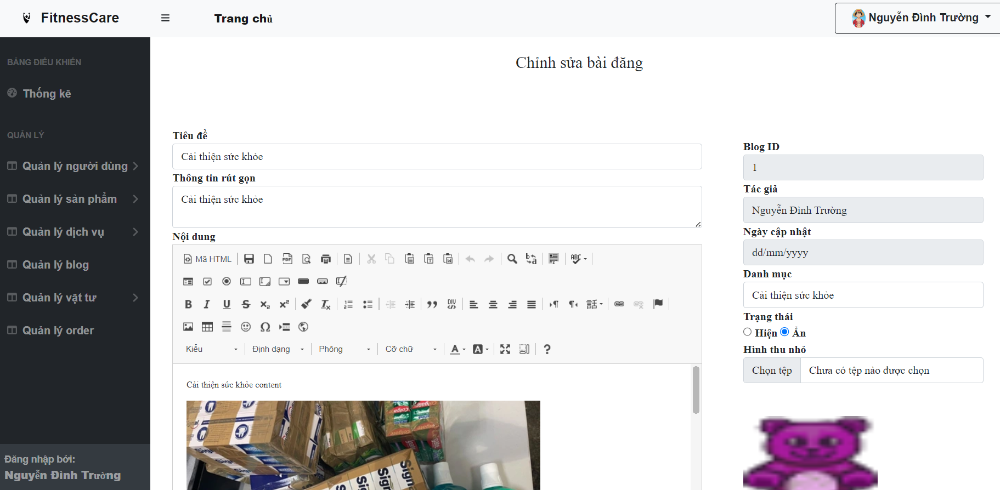 FitnessCare
Trang chủ
Nguyễn Đình Trường
BẢNG ĐIỀU KHIỂN
Thống kê
QUẢN LÝ
Quản lý người dùng
Quản lý sản phẩm
Quản lý dịch vụ
Quản lý blog
Quản lý vật tư
Quản lý order
Đăng nhập bởi:
Nguyễn Đình Trường
Chỉnh sửa bài đăng
Tiêu đề
Cải thiện sức khỏe
Thông tin rút gọn
Cải thiện sức khỏe
Nội dung
Mã HTML
Kiểu
Định dạng
Phông
Cỡ chữ
Cải thiện sức khỏe content
Colgate
Colgate
Signal
Sign
Sign
Blog ID
1
Tác giả
Nguyễn Đình Trường
Ngày cập nhật
dd/mm/yyyy
Danh mục
Cải thiện sức khỏe
Trạng thái
Hiện Ẩn
Hình thu nhỏ
Chọn tệp Chưa có tệp nào được chọn